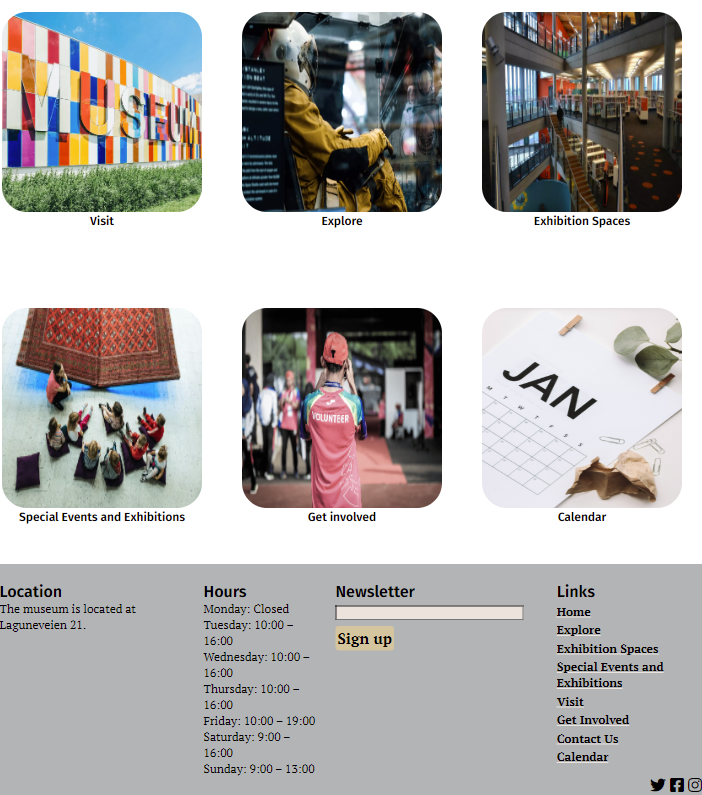 MUSEUM
Visit
Explore
Exhibition Spaces
VOLUNTEER
JAN
M T W T F S S
Special Events and Exhibitions
Get involved
Calendar
Location
The museum is located at
Laguneveien 21.
Hours
Monday: Closed
Tuesday: 10:00 –
16:00
Wednesday: 10:00 –
16:00
Thursday: 10:00 –
16:00
Friday: 10:00 – 19:00
Saturday: 9:00 –
16:00
Sunday: 9:00 – 13:00
Newsletter
Sign up
Links
Home
Explore
Exhibition Spaces
Special Events and
Exhibitions
Visit
Get Involved
Contact Us
Calendar